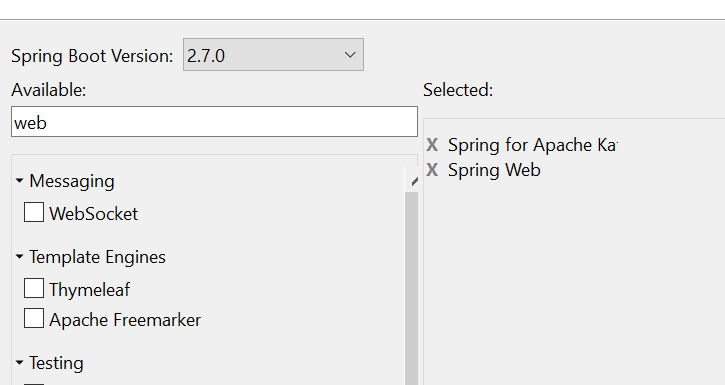 Spring Boot Version: 2.7.0
Available:
web
Messaging
WebSocket
Template Engines
Thymeleaf
Apache Freemarker
Testing
Selected:
X Spring for Apache
X Spring Web